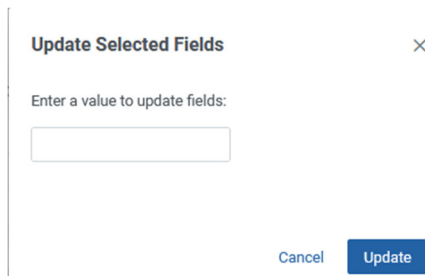 Update Selected Fields
Enter a value to update fields:
Cancel Update